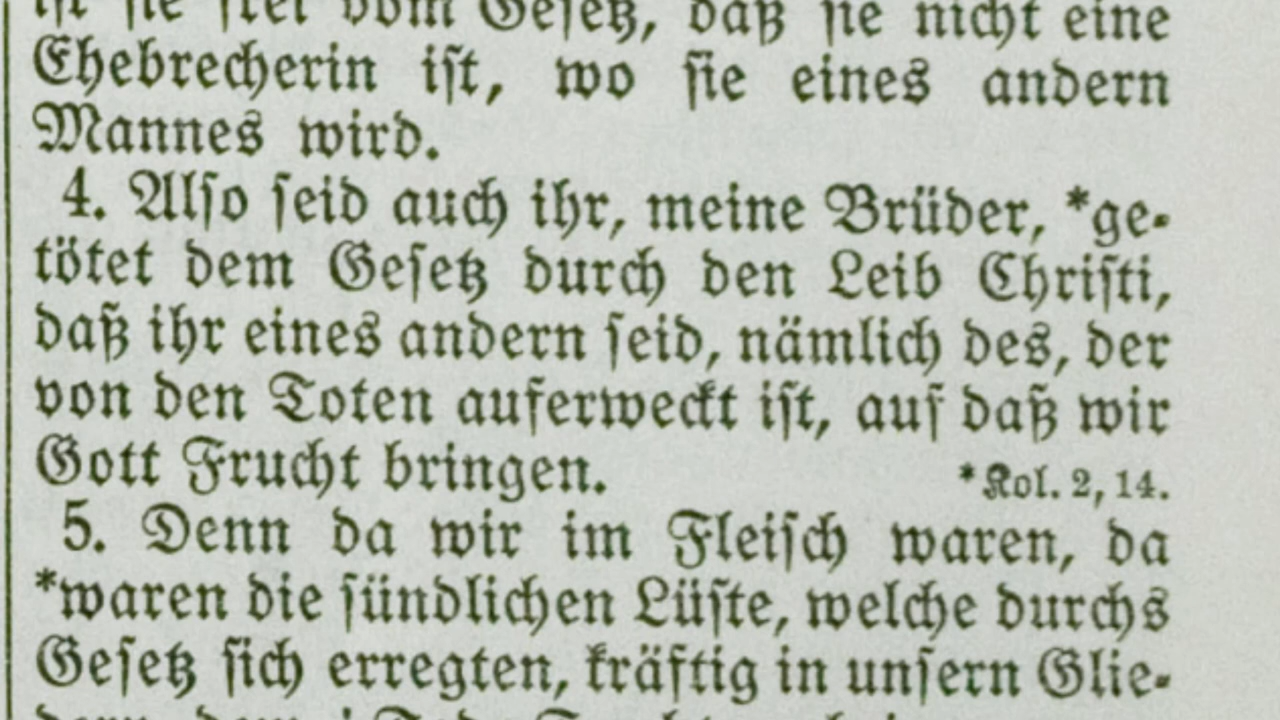 ist sie frei vom Gesetz, daß sie nicht eine
Ehebrecherin ist, wo sie eines andern
Mannes wird.
4. Also seid auch ihr, meine Brüder, *ge-
tötet dem Gesetz durch den Leib Christi,
daß ihr eines andern seid, nämlich des, der
von den Toten auferweckt ist, auf daß wir
Gott Frucht bringen. *Kol. 2, 14.
5. Denn da wir im Fleisch waren, da
*waren die sündlichen Lüste, welche durchs
Gesetz sich erregten, kräftig in unsern Glie-